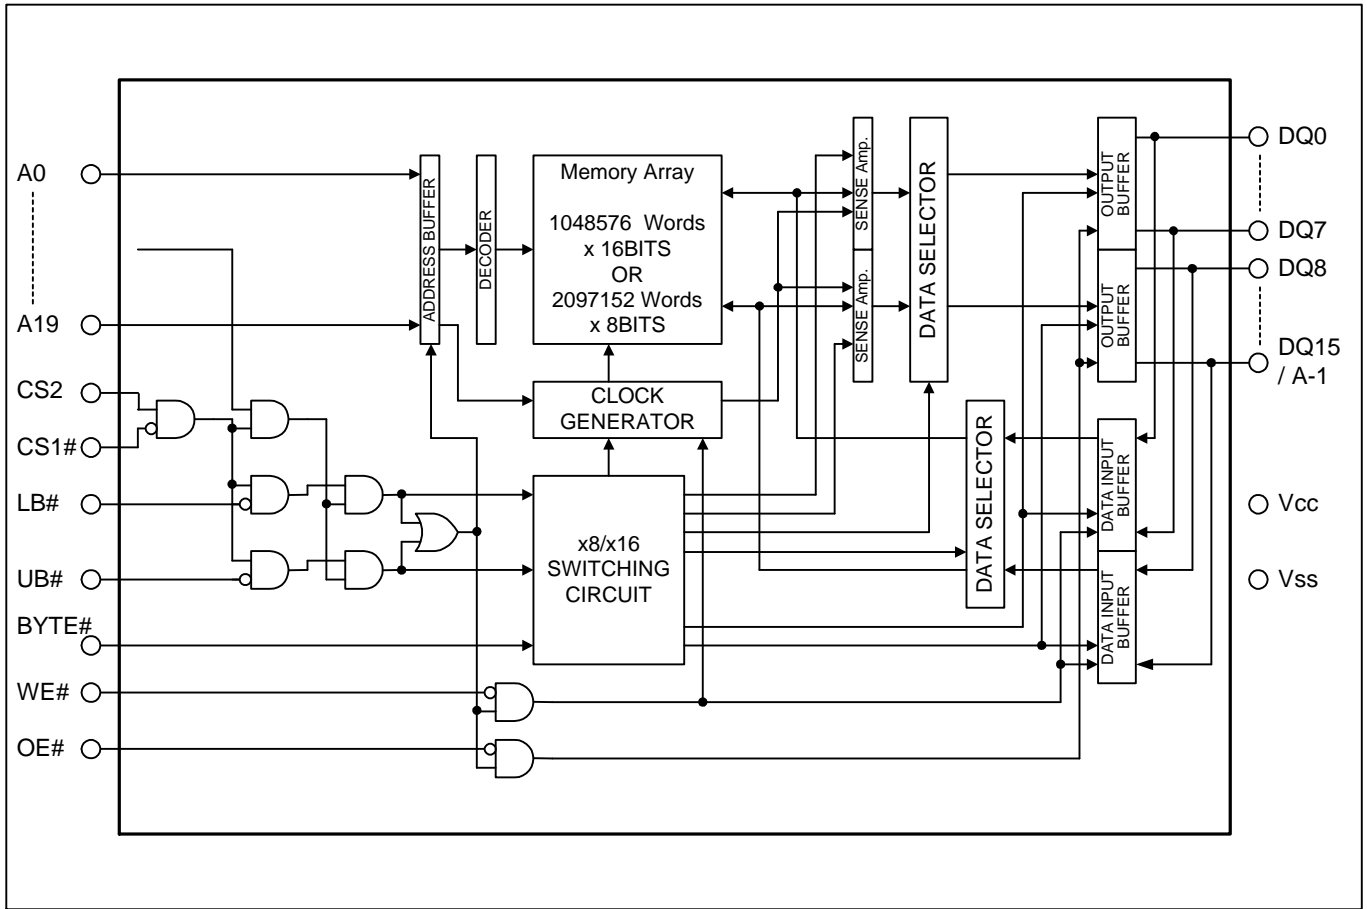 A0
A19
CS2
CS1#
LB#
UB#
BYTE#
WE#
OE#
ADDRESS BUFFER
DECODER
Memory Array
1048576 Words
x 16BITS
OR
2097152 Words
x 8BITS
CLOCK
GENERATOR
x8/x16
SWITCHING
CIRCUIT
SENSE Amp.
SENSE Amp.
DATA SELECTOR
DATA SELECTOR
OUTPUT
BUFFER
OUTPUT
BUFFER
DATA INPUT
BUFFER
DATA INPUT
BUFFER
DQ0
DQ7
DQ8
DQ15
/ A-1
Vcc
Vss